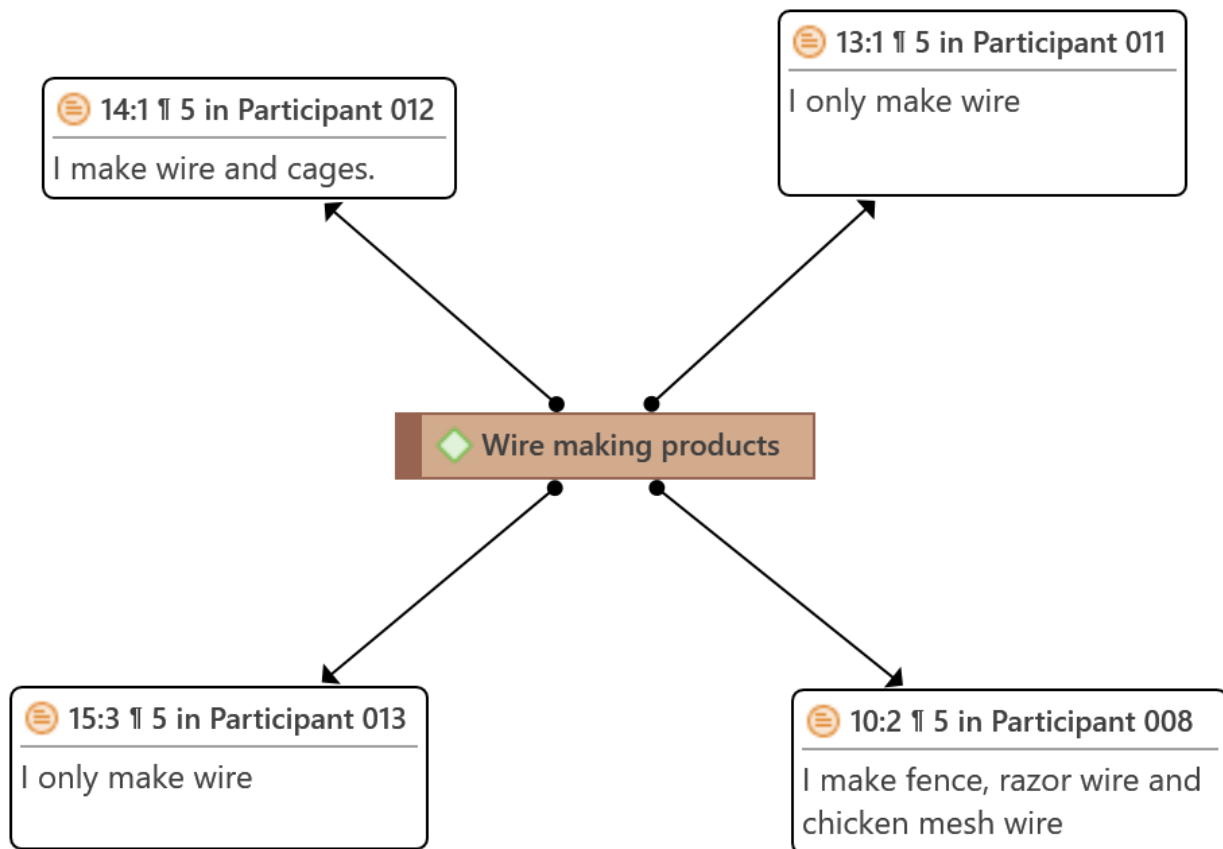 13:1 ¶ 5 in Participant 011
I only make wire
14:1 ¶ 5 in Participant 012
I make wire and cages.
Wire making products
15:3 ¶ 5 in Participant 013
I only make wire
10:2 ¶ 5 in Participant 008
I make fence, razor wire and
chicken mesh wire